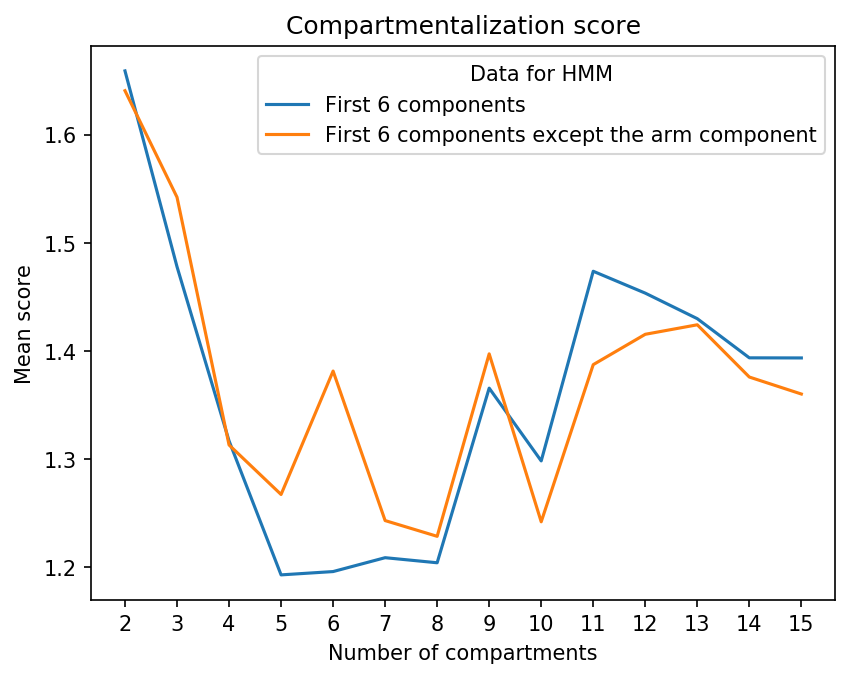 Compartmentalization score
Data for HMM
First 6 components
First 6 components except the arm component
Mean score
1.6
1.5
1.4
1.3
1.2
2 3 4 5 6 7 8 9 10 11 12 13 14 15
Number of compartments